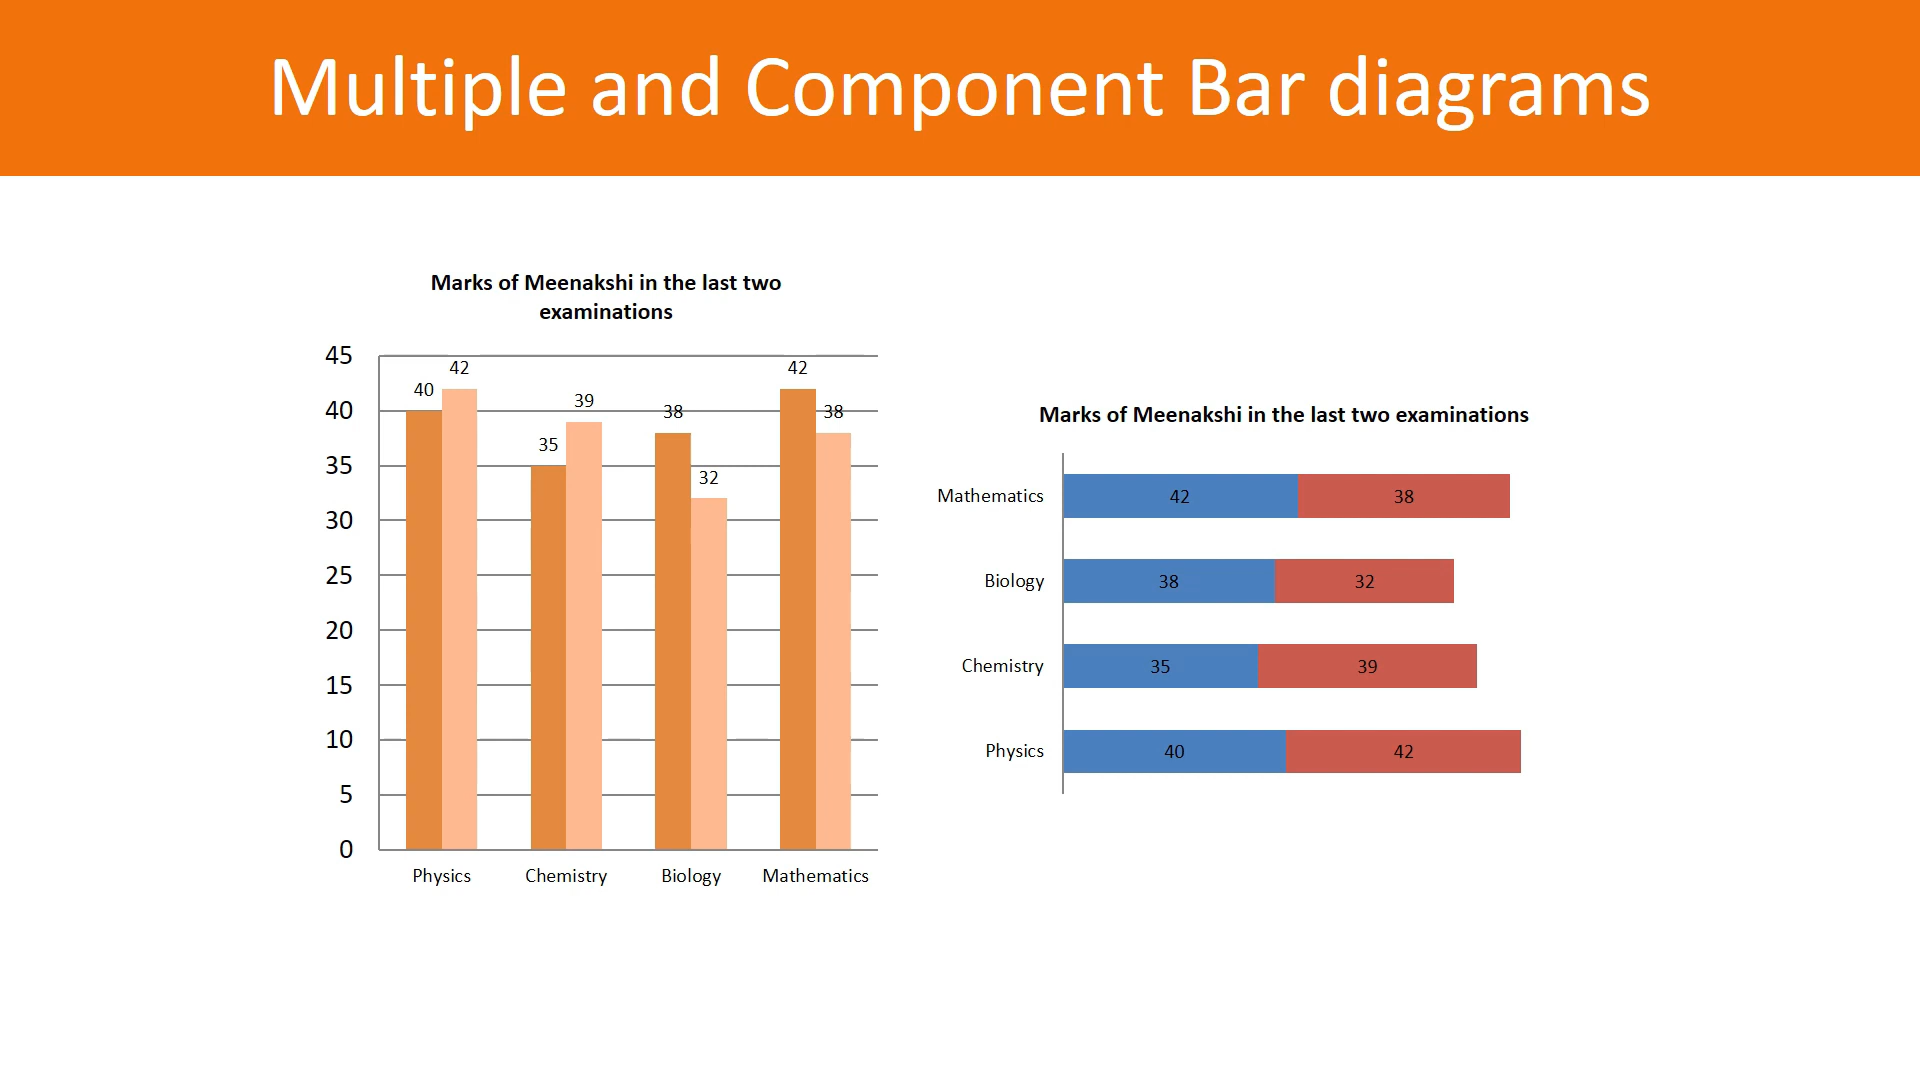 Multiple and Component Bar diagrams
Marks of Meenakshi in the last two
examinations
45
40
35
30
25
20
15
10
5
0
40
42
35
39
38
32
42
38
Physics
Chemistry
Biology
Mathematics
Marks of Meenakshi in the last two examinations
Mathematics 42 38
Biology 38 32
Chemistry 35 39
Physics 40 42